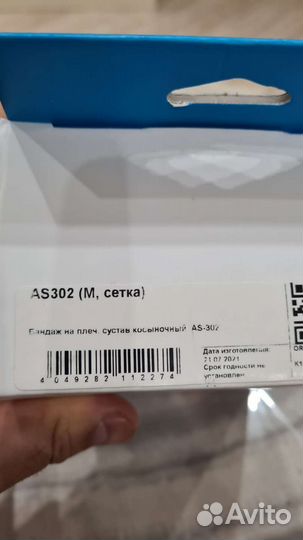 AS302 (М, сетка)
Бандаж на плеч. сустав косыночный AS-302
Дата изготовления:
21.07.2021
Срок годности не
установлен
4 049282 112274
Avito